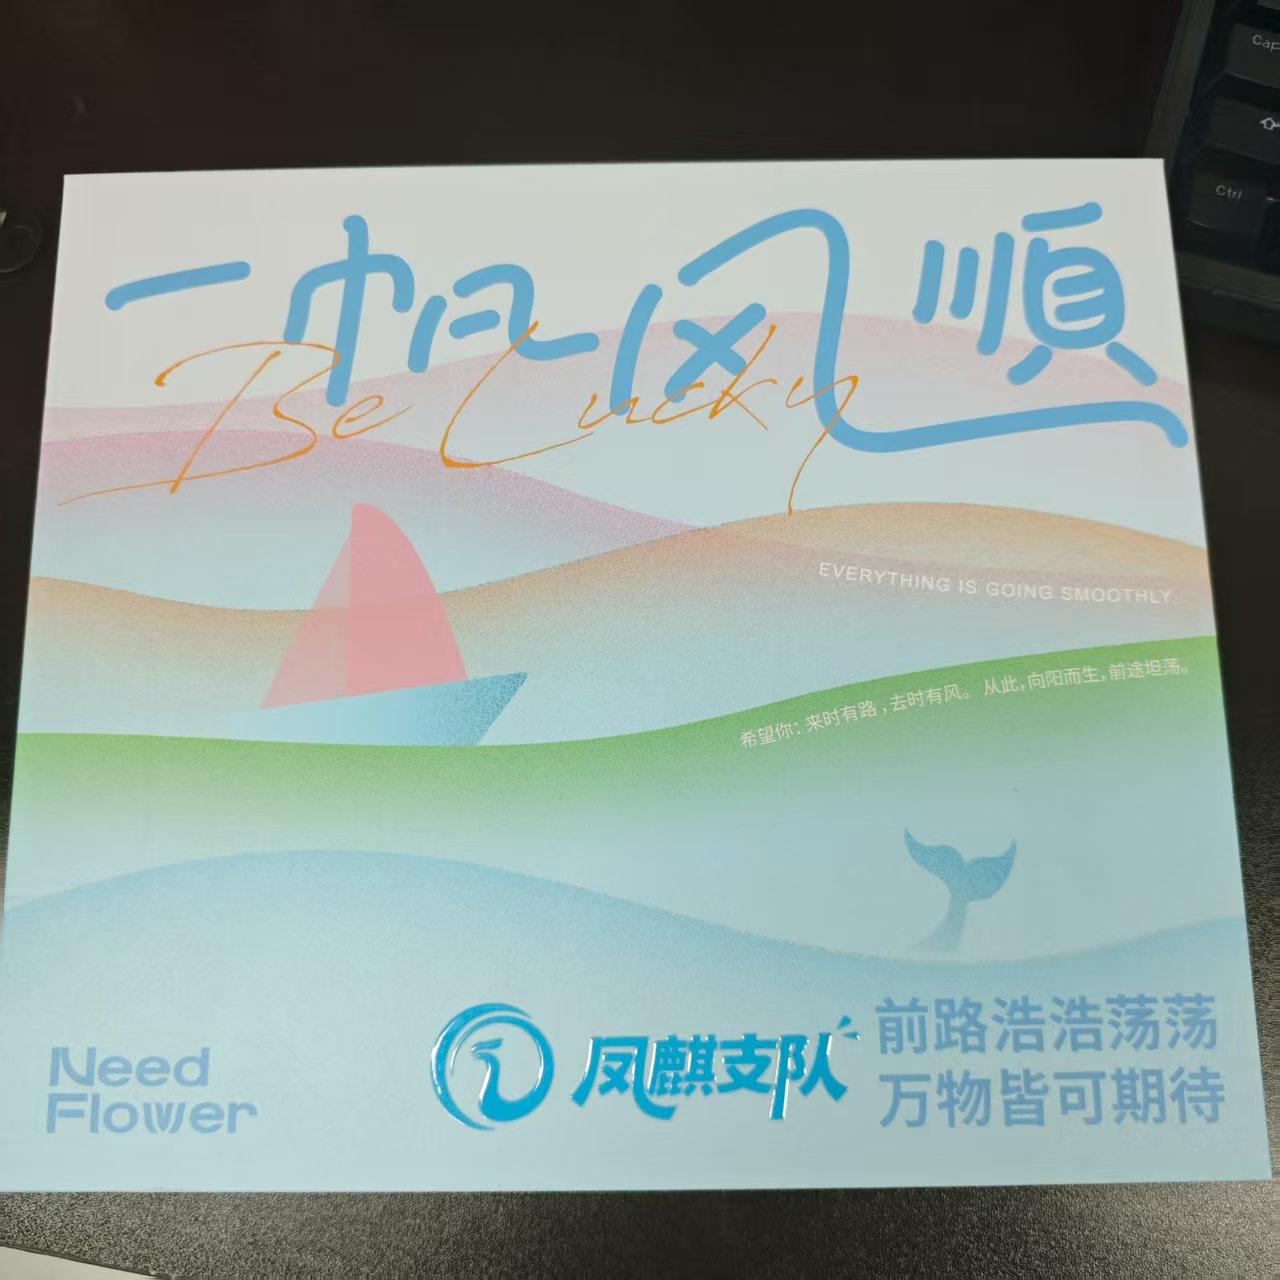 一帆风顺
Be Lucky
EVERYTHING IS GOING SMOOTHLY.
希望你：来时有路，去时有风。从此，向阳而生，前途坦荡。
Need
Flower
凤麒支队
前路浩浩荡荡
万物皆可期待
Cap
Ctrl